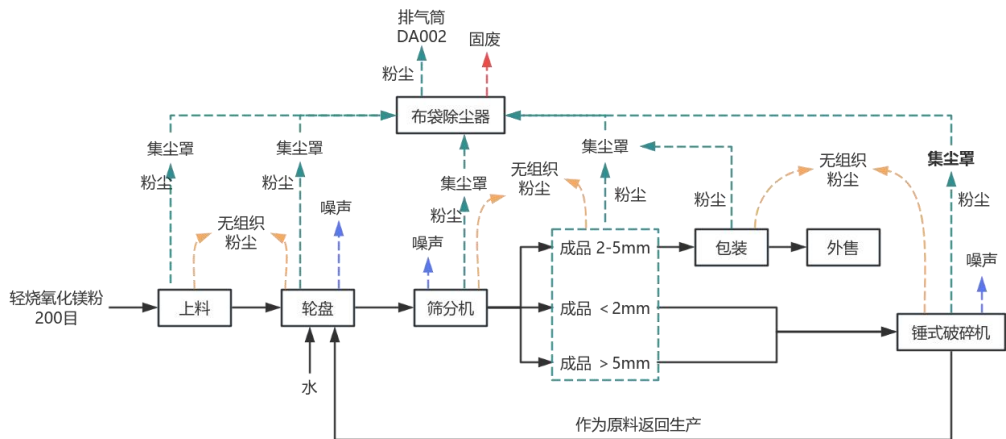 排气筒
DA002
固废
粉尘
布袋除尘器
集尘罩
集尘罩
集尘罩
集尘罩
集尘罩
粉尘
粉尘
粉尘
粉尘
粉尘
粉尘
无组织
粉尘
无组织
粉尘
无组织
粉尘
噪声
噪声
噪声
轻烧氧化镁粉
200目
上料
轮盘
筛分机
成品 2-5mm
成品 <2mm
成品 >5mm
包装
外售
锤式破碎机
水
作为原料返回生产